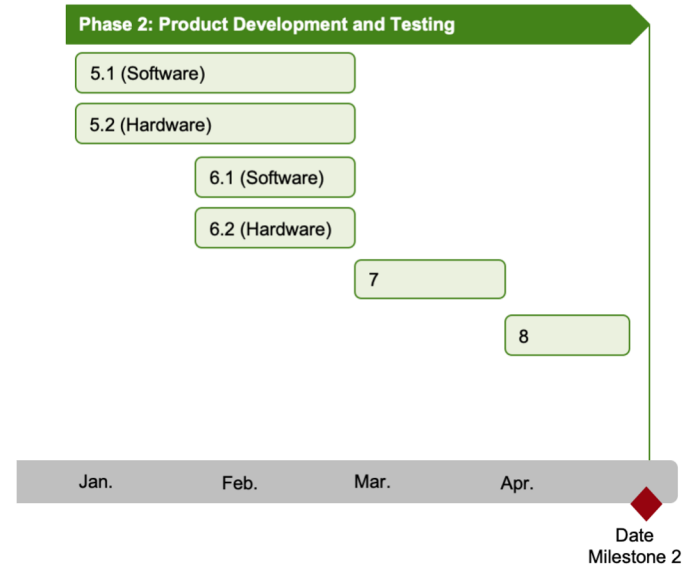 Phase 2: Product Development and Testing
5.1 (Software)
5.2 (Hardware)
6.1 (Software)
6.2 (Hardware)
7
8
Jan.
Feb.
Mar.
Apr.
Date
Milestone 2